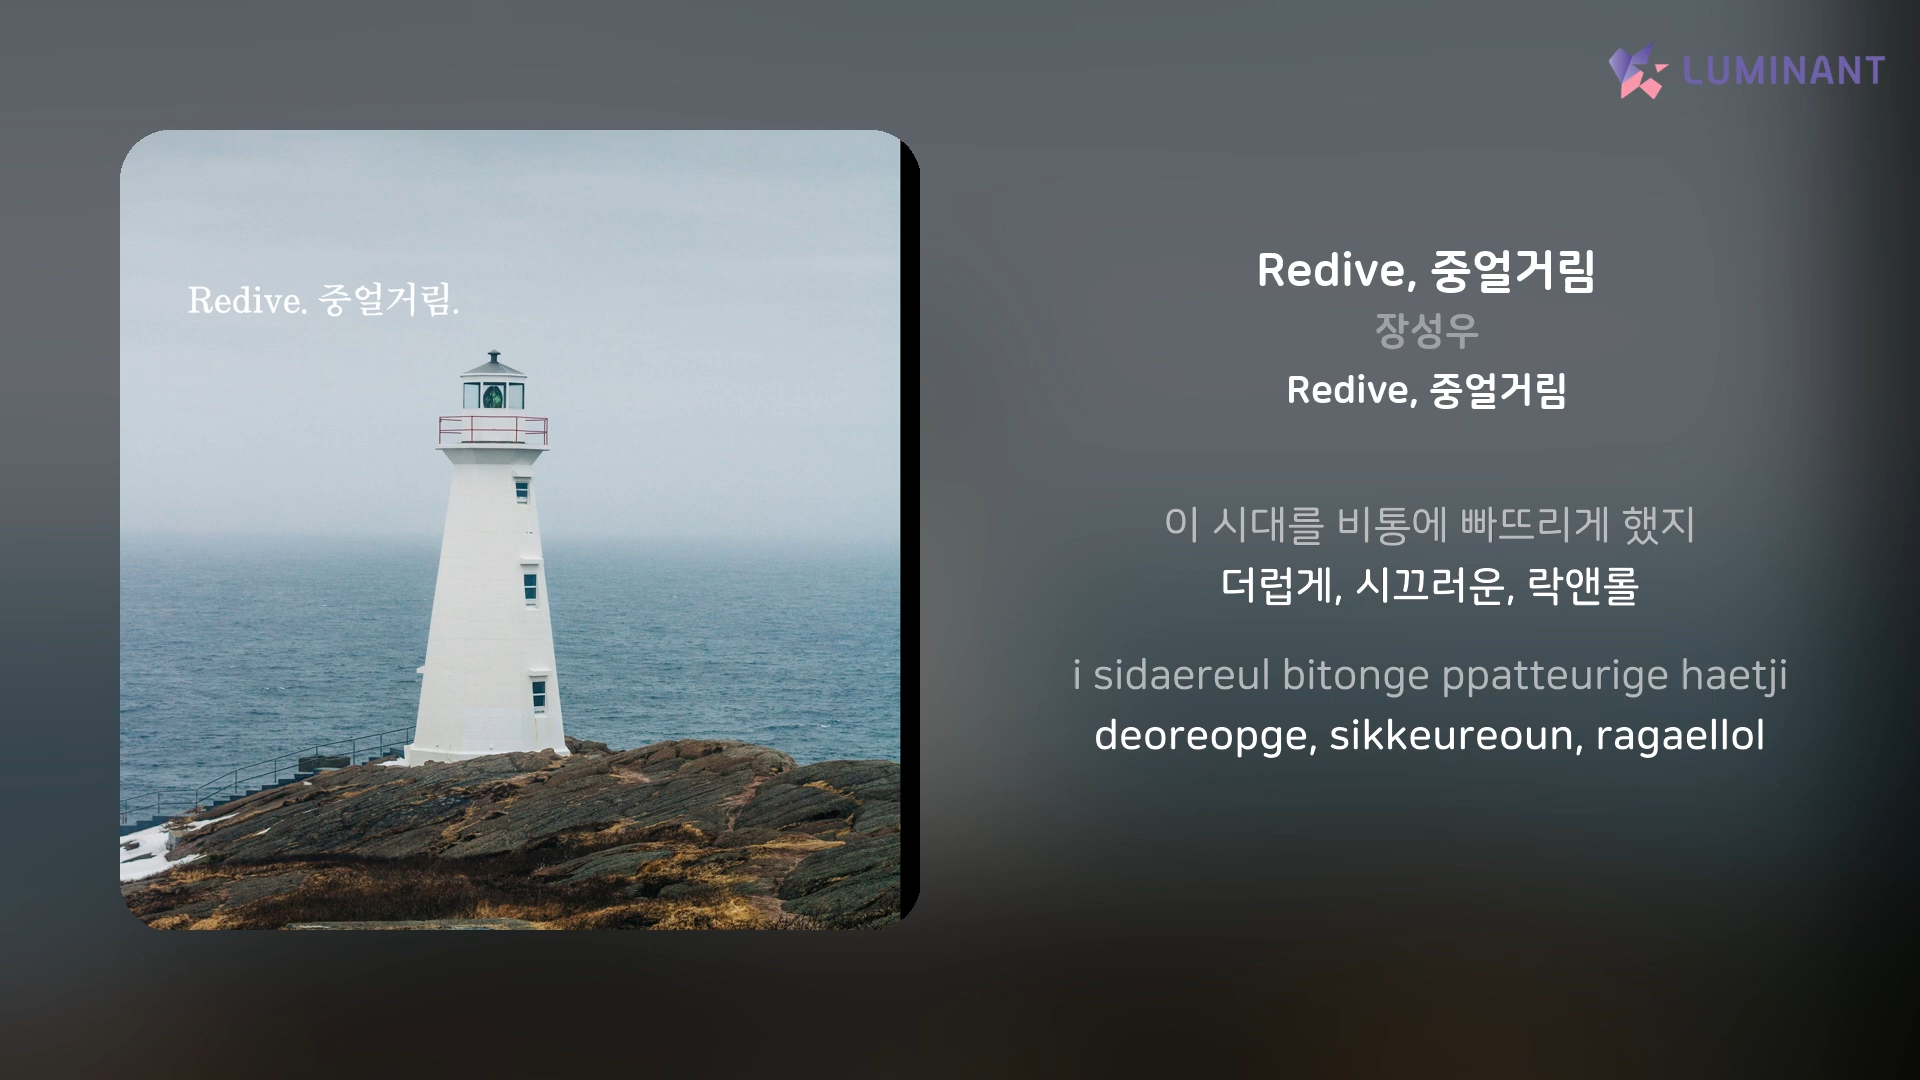 LUMINANT
Redive. 중얼거림.
Redive, 중얼거림
장성우
Redive, 중얼거림
이 시대를 비통에 빠뜨리게 했지
더럽게, 시끄러운, 락앤롤
i sidaereul bitonge ppatteurige haetji
deoreopge, sikkeureoun, ragaellol